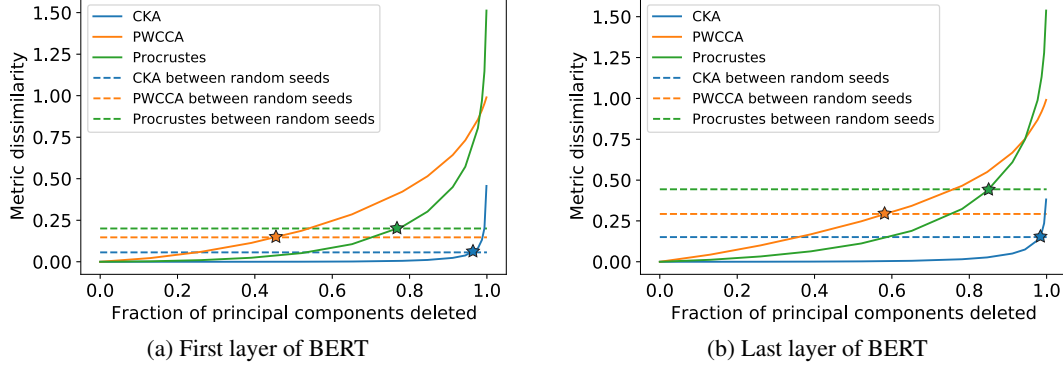 1.50
1.25
1.00
0.75
0.50
0.25
0.00
Metric dissimilarity
CKA
PWCCA
Procrustes
CKA between random seeds
PWCCA between random seeds
Procrustes between random seeds
0.0 0.2 0.4 0.6 0.8 1.0
Fraction of principal components deleted
(a) First layer of BERT
1.50
1.25
1.00
0.75
0.50
0.25
0.00
Metric dissimilarity
CKA
PWCCA
Procrustes
CKA between random seeds
PWCCA between random seeds
Procrustes between random seeds
0.0 0.2 0.4 0.6 0.8 1.0
Fraction of principal components deleted
(b) Last layer of BERT